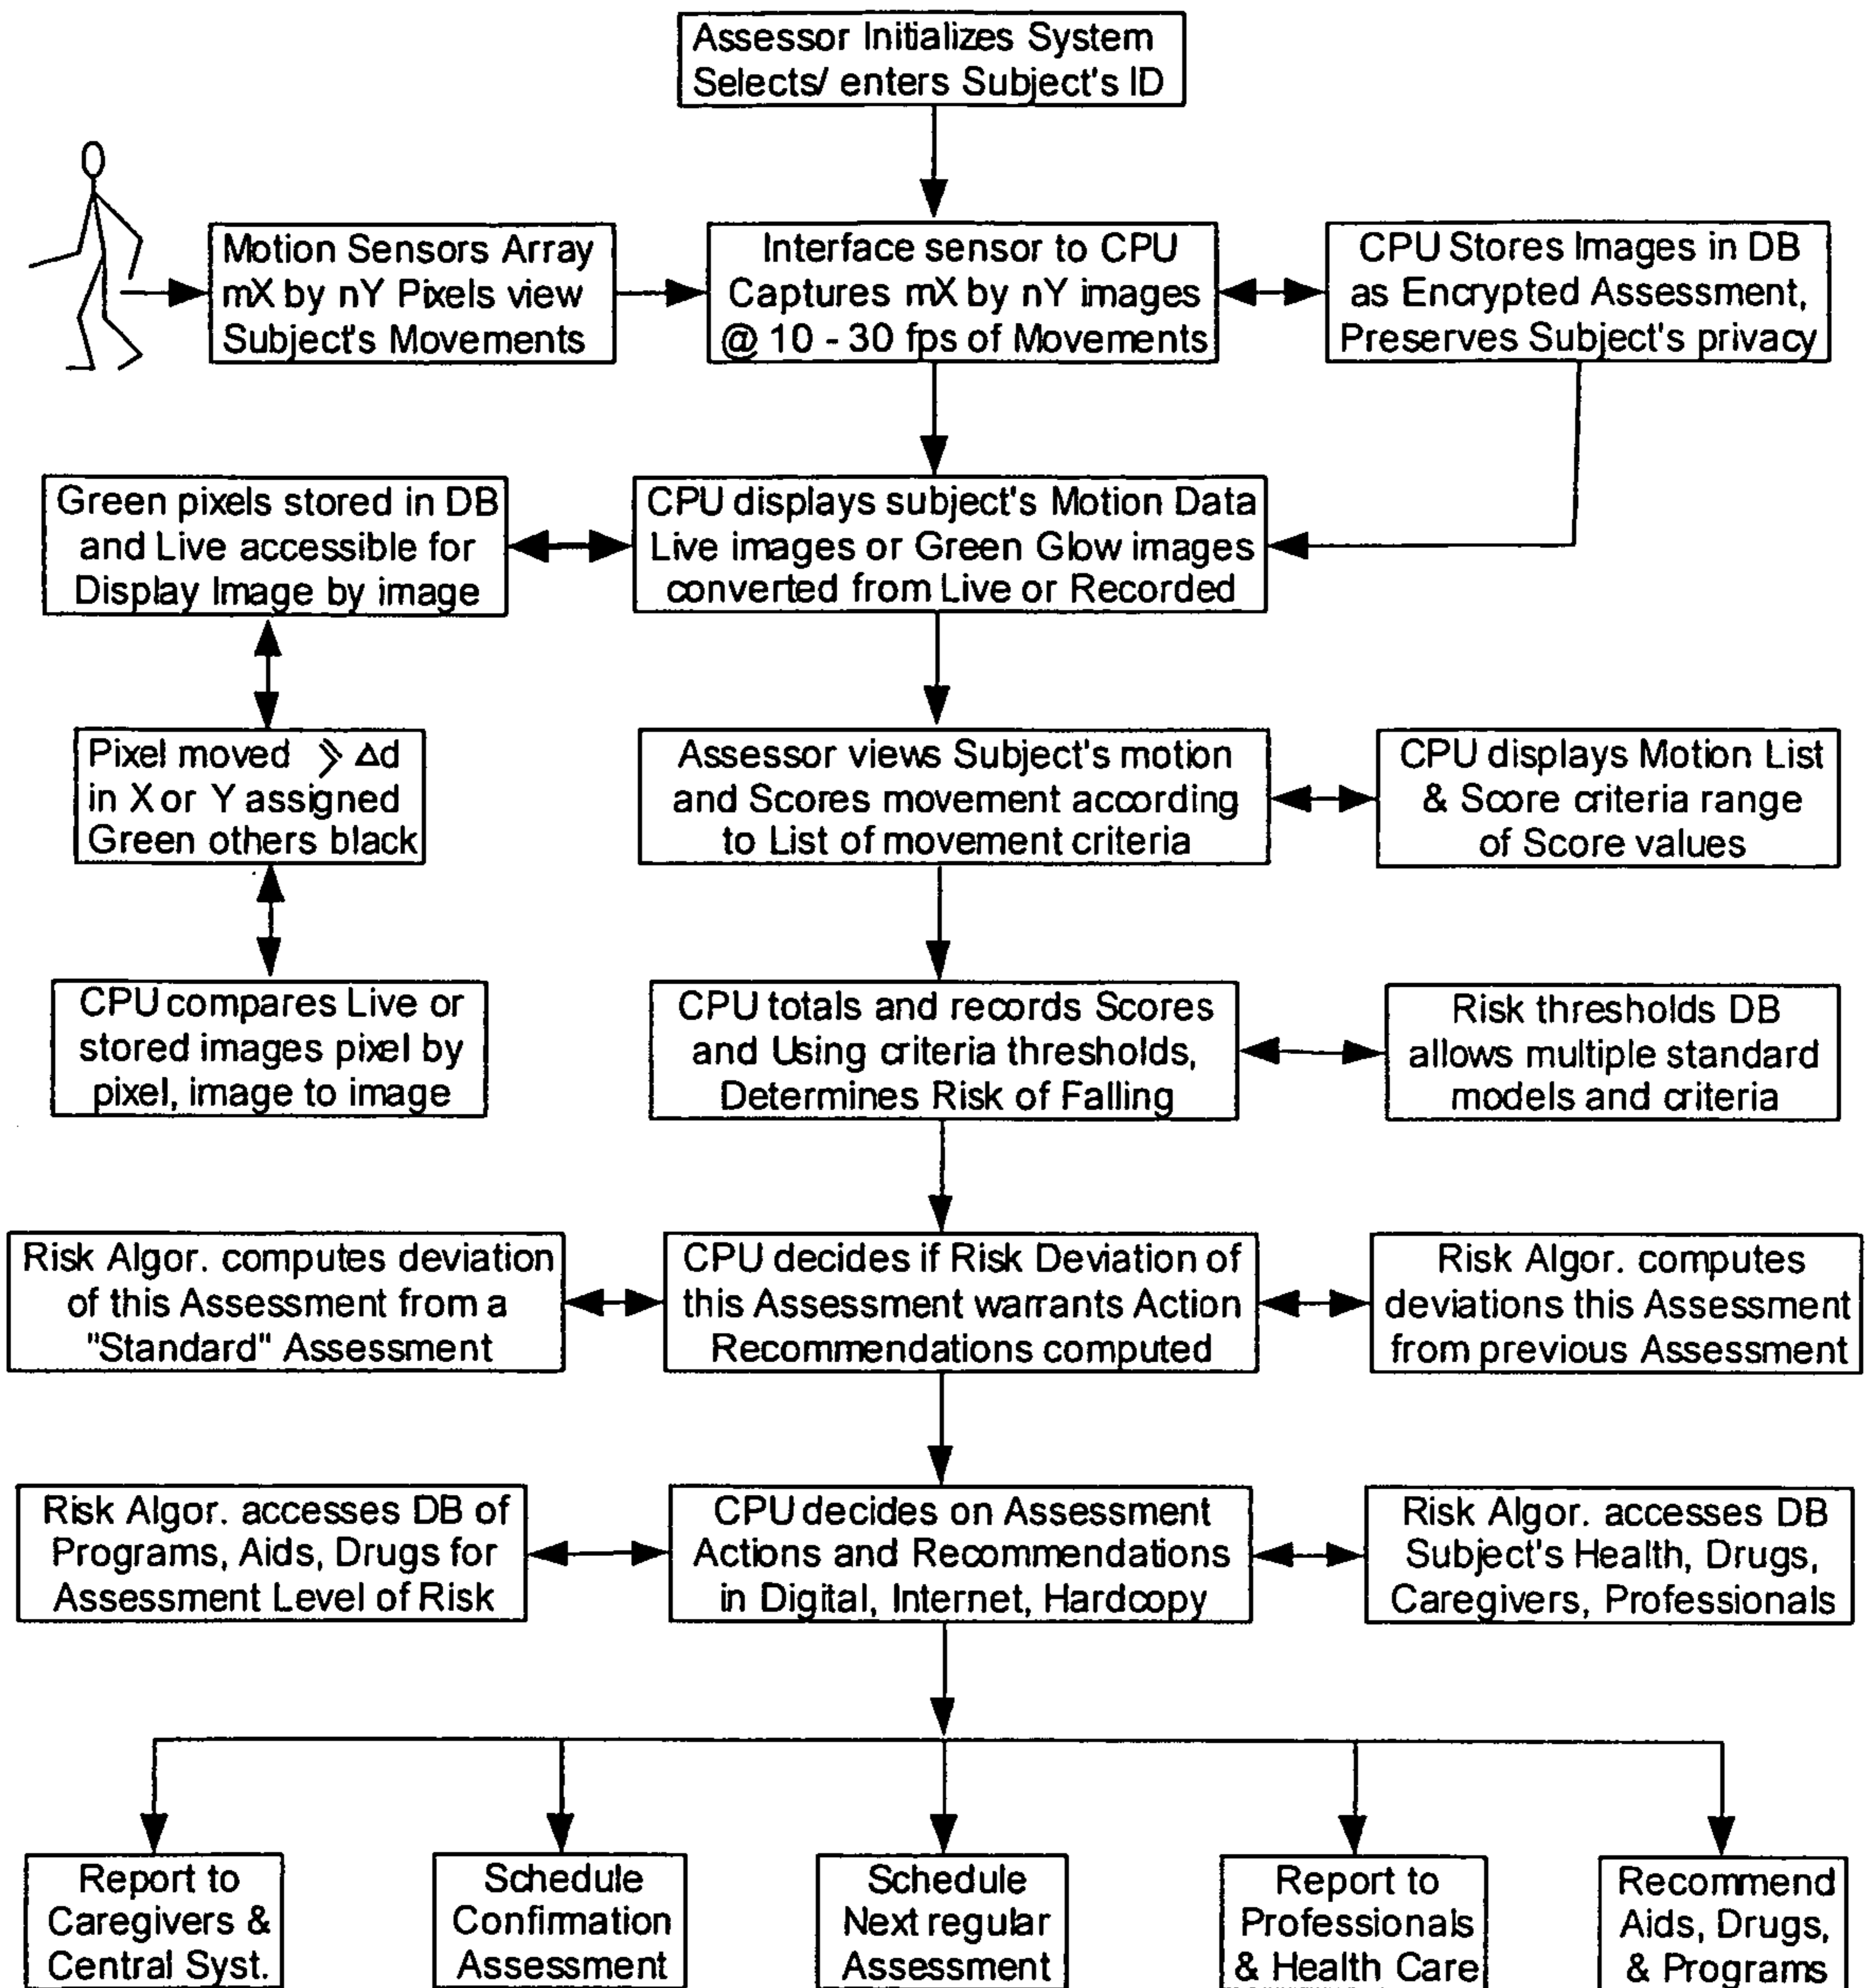 Assessor Initializes System
Selects/ enters Subject's ID
Motion Sensors Array
mX by nY Pixels view
Subject's Movements
Interface sensor to CPU
Captures mX by nY images
@ 10 - 30 fps of Movements
CPU Stores Images in DB
as Encrypted Assessment,
Preserves Subject's privacy
Green pixels stored in DB
and Live accessible for
Display Image by image
CPU displays subject's Motion Data
Live images or Green Glow images
converted from Live or Recorded
Pixel moved ⩾ Δd
in X or Y assigned
Green others black
Assessor views Subject's motion
and Scores movement according
to List of movement criteria
CPU displays Motion List
& Score criteria range
of Score values
CPU compares Live or
stored images pixel by
pixel, image to image
CPU totals and records Scores
and Using criteria thresholds,
Determines Risk of Falling
Risk thresholds DB
allows multiple standard
models and criteria
Risk Algor. computes deviation
of this Assessment from a
"Standard" Assessment
CPU decides if Risk Deviation of
this Assessment warrants Action
Recommendations computed
Risk Algor. computes
deviations this Assessment
from previous Assessment
Risk Algor. accesses DB of
Programs, Aids, Drugs for
Assessment Level of Risk
CPU decides on Assessment
Actions and Recommendations
in Digital, Internet, Hardcopy
Risk Algor. accesses DB
Subject's Health, Drugs,
Caregivers, Professionals
Report to
Caregivers &
Central Syst.
Schedule
Confirmation
Assessment
Schedule
Next regular
Assessment
Report to
Professionals
& Health Care
Recommend
Aids, Drugs,
& Programs